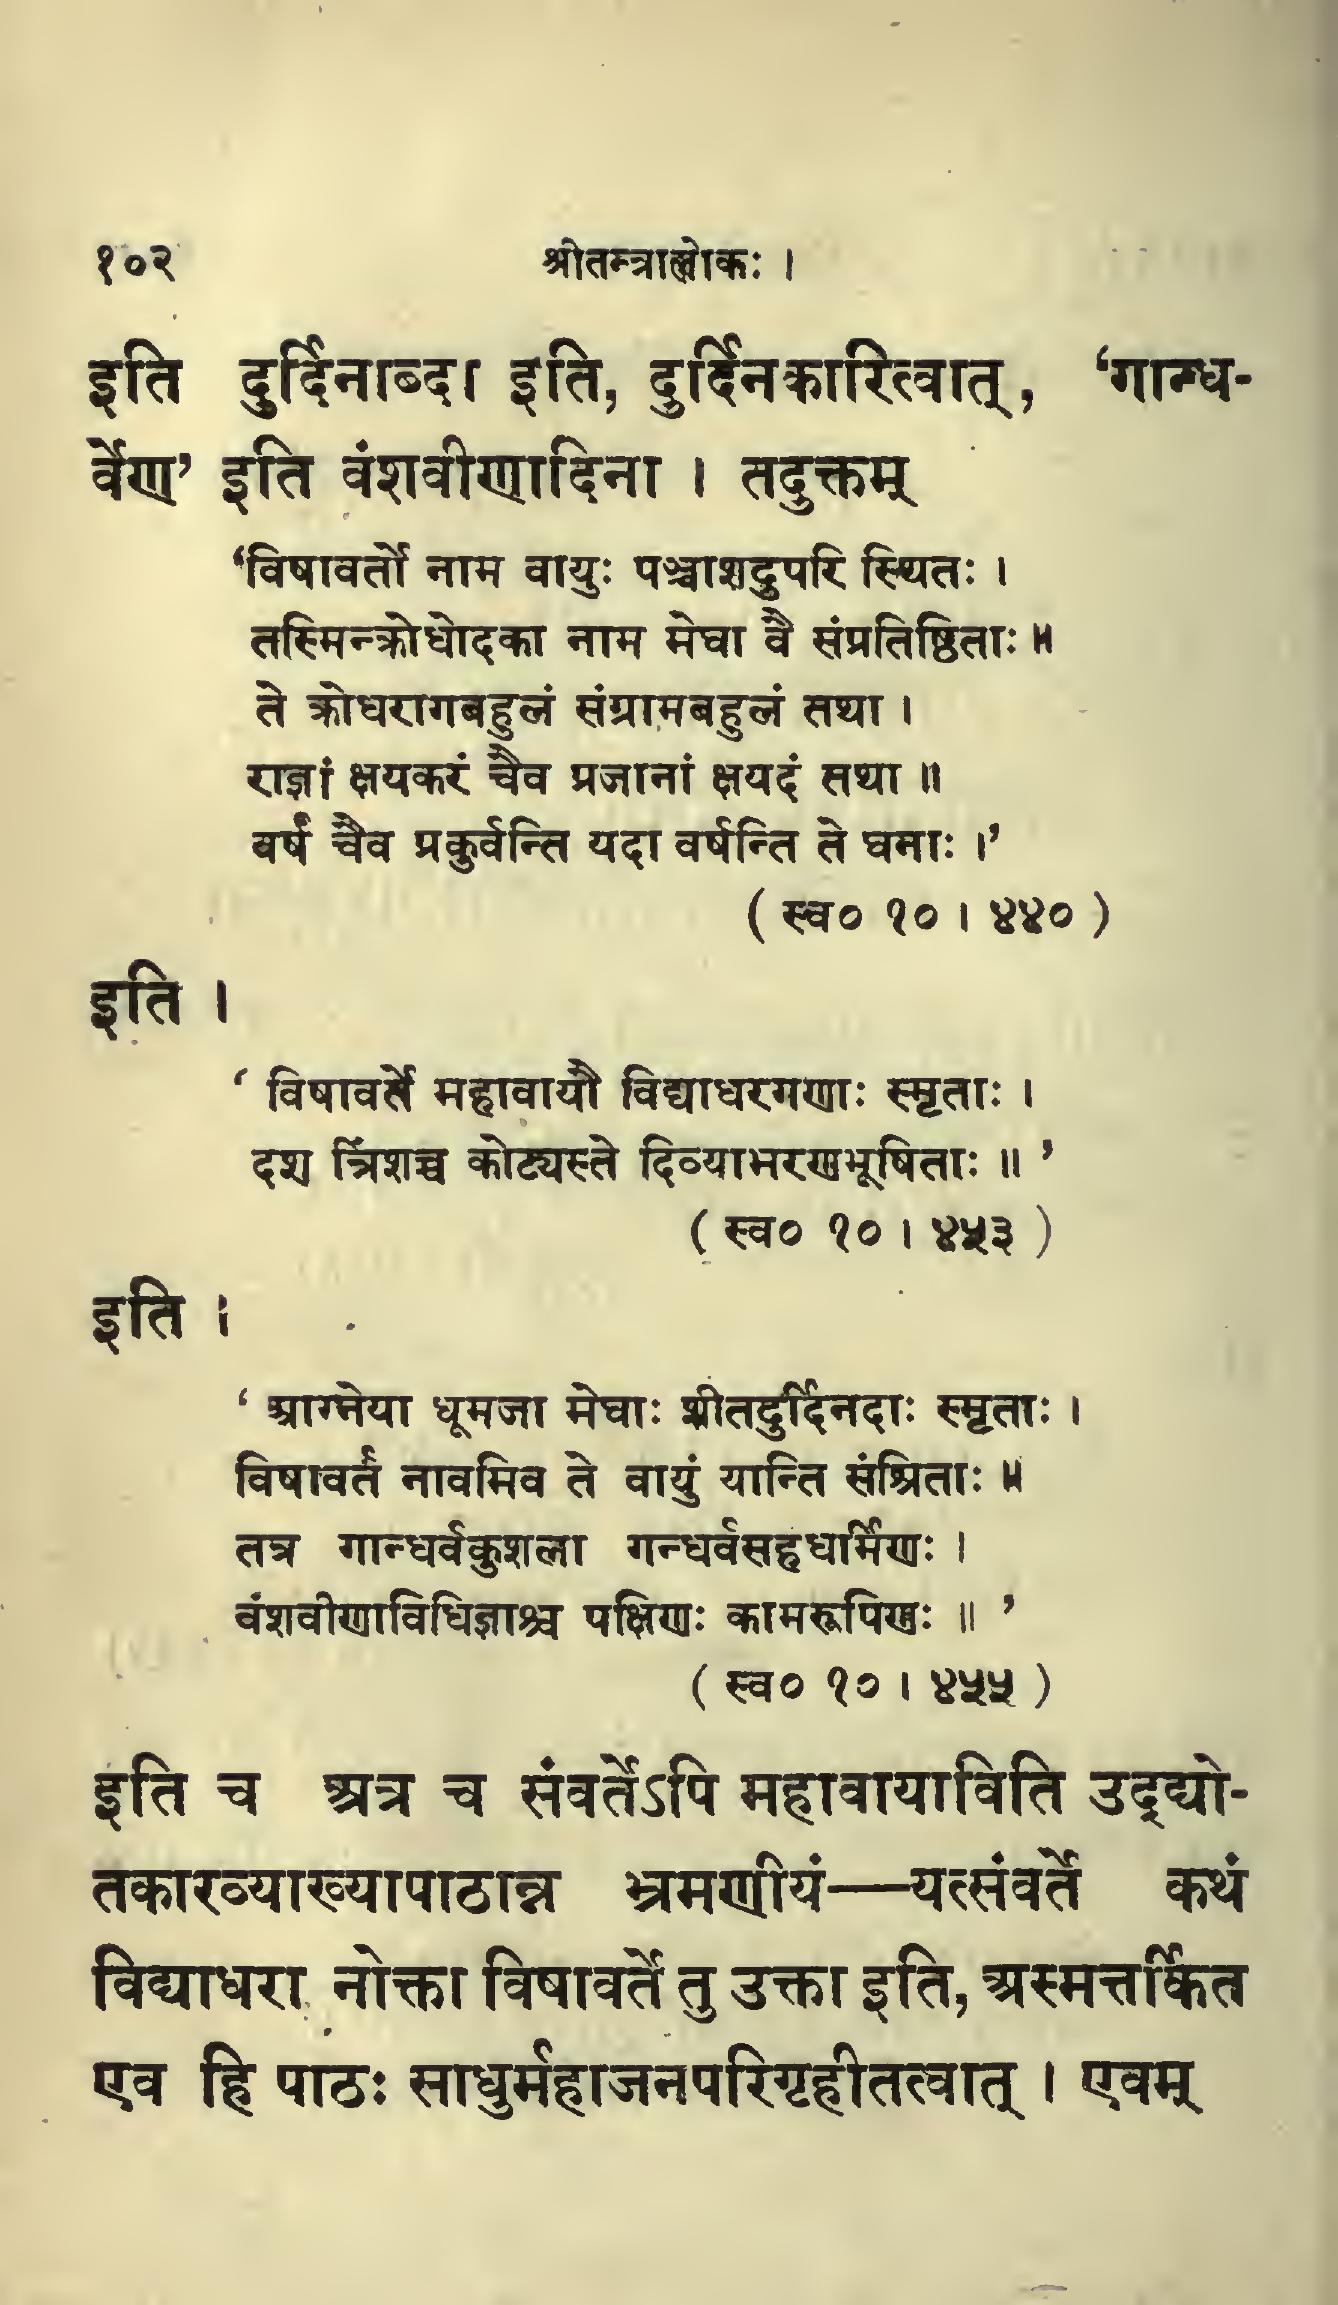 १०२ श्रीतन्त्रालोकः ।
इति दुर्दिनाब्दा इति, दुर्दिनकारित्वात्, ‘गान्ध-
र्वेण’ इति वंशवीणादिना । तदुक्तम्
‘विषावर्तो नाम वायुः पञ्चाशदुपरि स्थितः ।
तस्मिन्क्रोधोदका नाम मेघा वै संप्रतिष्ठिताः ॥
ते क्रोधरागबहुलं संग्रामबहुलं तथा ।
राज्ञां क्षयकरं चैव प्रजानां क्षयदं तथा ॥
वर्षं चैव प्रकुर्वन्ति यदा वर्षन्ति ते घनाः ।’
( स्व० १० । ४४० )
इति ।
‘ विषावर्ते महावायौ विद्याधरगणाः स्मृताः ।
दश त्रिंशच्च कोट्यस्ते दिव्याभरणभूषिताः ॥ ’
( स्व० १० । ४५३ )
इति ।
‘ आग्नेया धूमजा मेघाः शीतदुर्दिनदाः स्मृताः ।
विषावर्तं नावमिव ते वायुं यान्ति संश्रिताः ॥
तत्र गान्धर्वकुशला गन्धर्वसहधर्मिणः ।
वंशवीणाविधिज्ञाश्च पक्षिणः कामरूपिणः ॥ ’
( स्व० १० । ४५५ )
इति च अत्र च संवर्तेऽपि महावायाविति उद्द्यो-
तकारव्याख्यापाठान्न भ्रमणीयं——यत्संवर्ते कथं
विद्याधरा नोक्ता विषावर्ते तु उक्ता इति, अस्मत्तर्कित
एव हि पाठः साधुर्महाजनपरिगृहीतत्वात् । एवम्